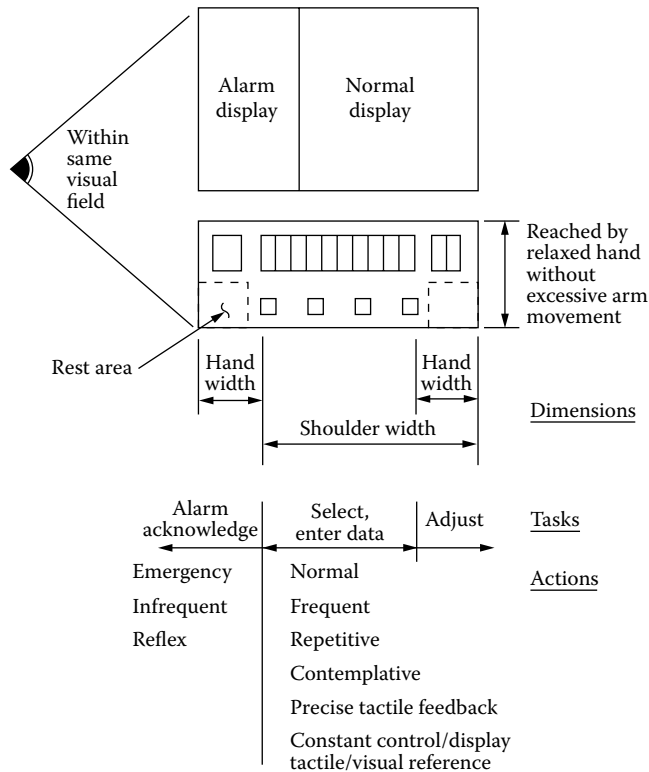 Alarm
display
Normal
display
Within
same
visual
field
Reached by
relaxed hand
without
excessive arm
movement
Rest area
Hand
width
Hand
width
Shoulder width
Dimensions
Alarm
acknowledge
Select,
enter data
Adjust
Tasks
Emergency
Normal
Actions
Infrequent
Frequent
Reflex
Repetitive
Contemplative
Precise tactile feedback
Constant control/display
tactile/visual reference